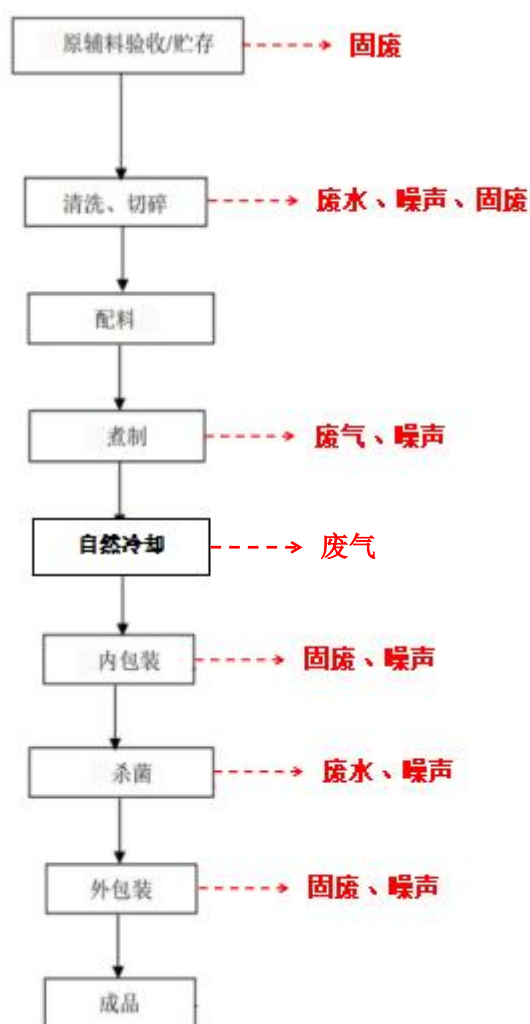 原辅料验收/贮存
固废
清洗、切碎
废水、噪声、固废
配料
煮制
废气、噪声
自然冷却
废气
内包装
固废、噪声
杀菌
废水、噪声
外包装
固废、噪声
成品